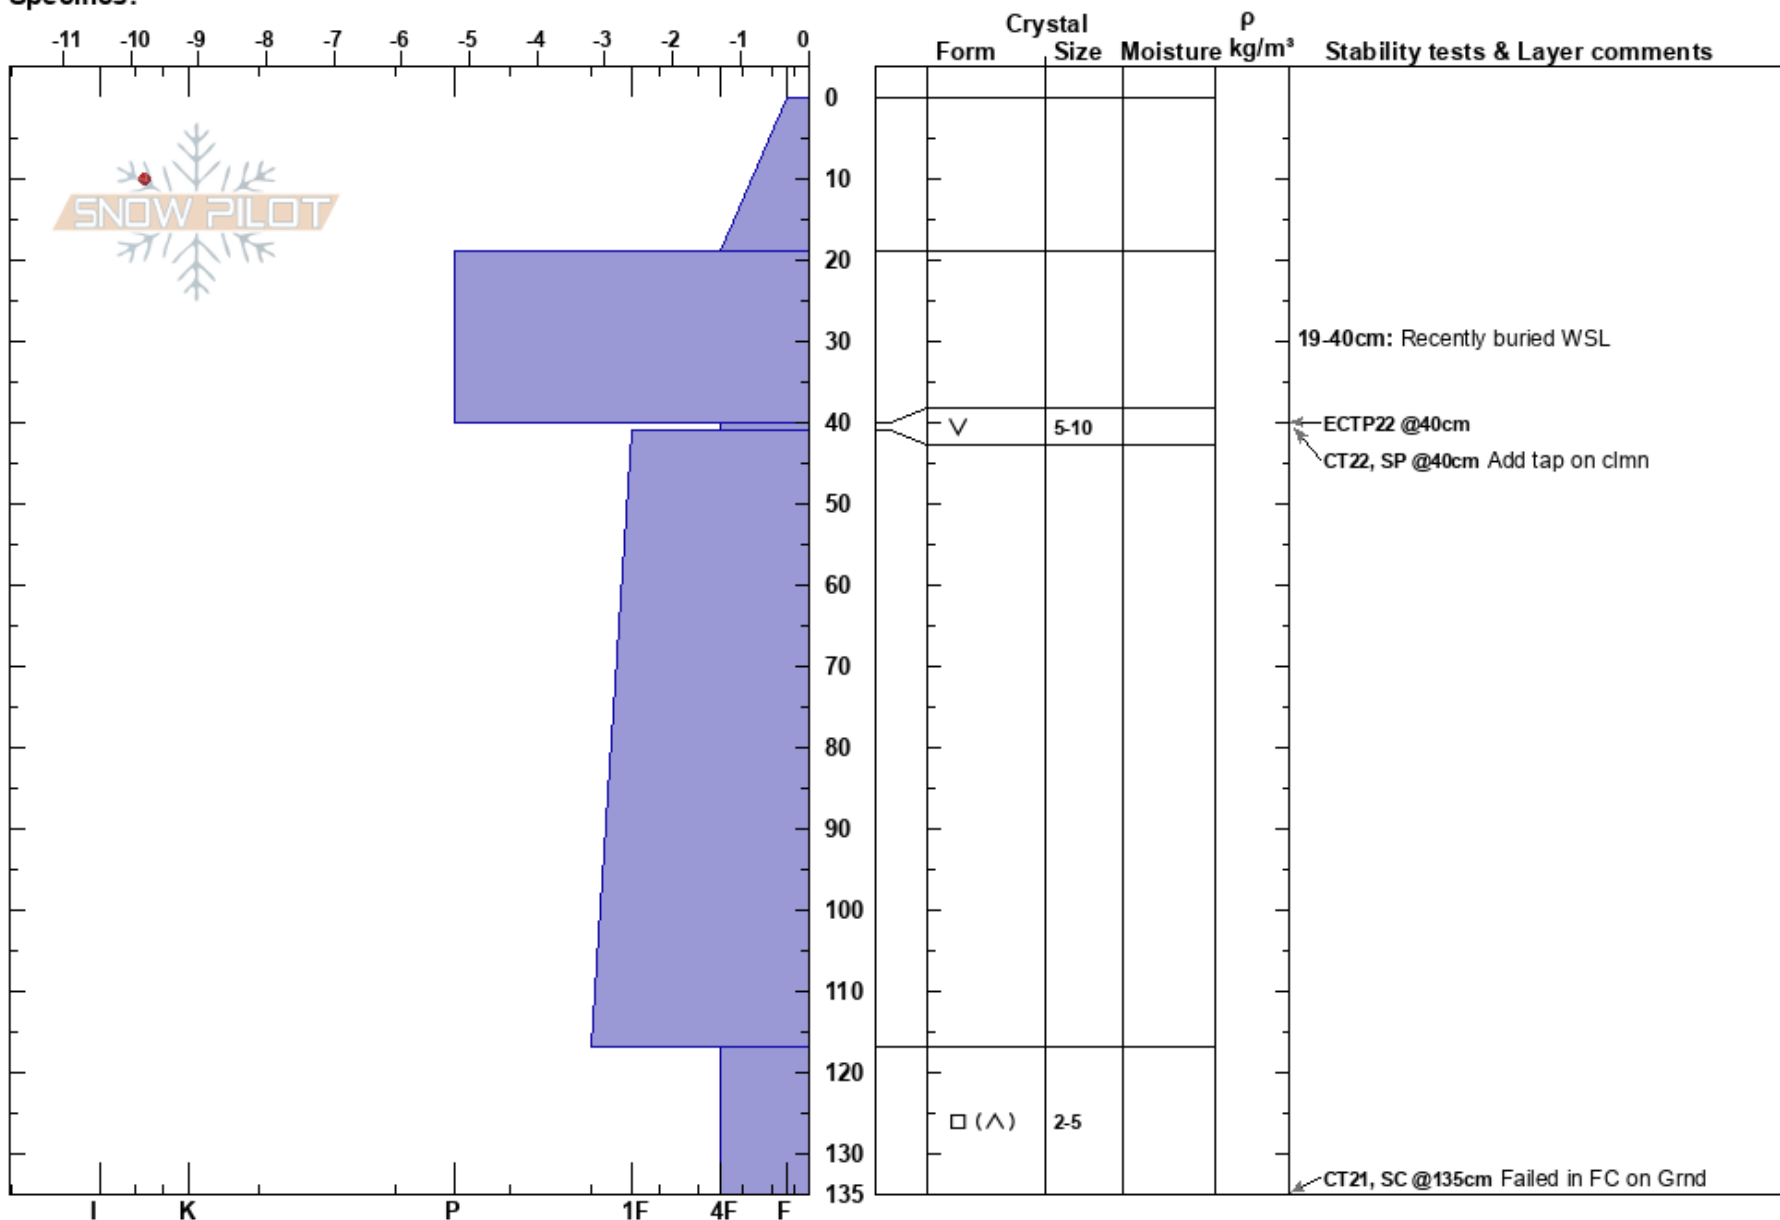 Specifics:
Crystal ρ
-11 -10 -9 -8 -7 -6 -5 -4 -3 -2 -1 0 Form Size Moisture kg/m³ Stability tests & Layer comments
0
10
SNOW PILOT
20
30 19-40cm: Recently buried WSL
40 V 5-10 ECTP22 @40cm
CT22, SP @40cm Add tap on clmn
50
60
70
80
90
100
110
120
□ (∧) 2-5
130
CT21, SC @135cm Failed in FC on Grnd
135
I K P 1F 4F F